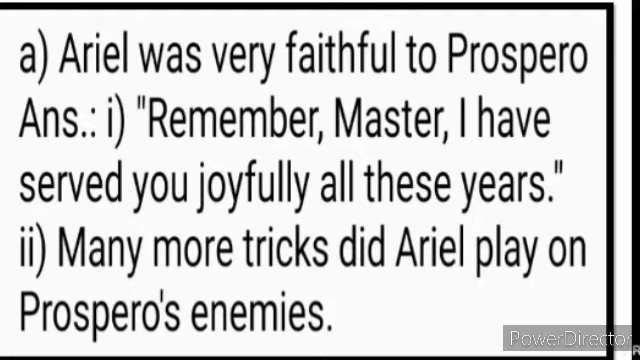 a) Ariel was very faithful to Prospero
Ans.: i) "Remember, Master, I have
served you joyfully all these years."
ii) Many more tricks did Ariel play on
Prospero's enemies.
PowerDirector